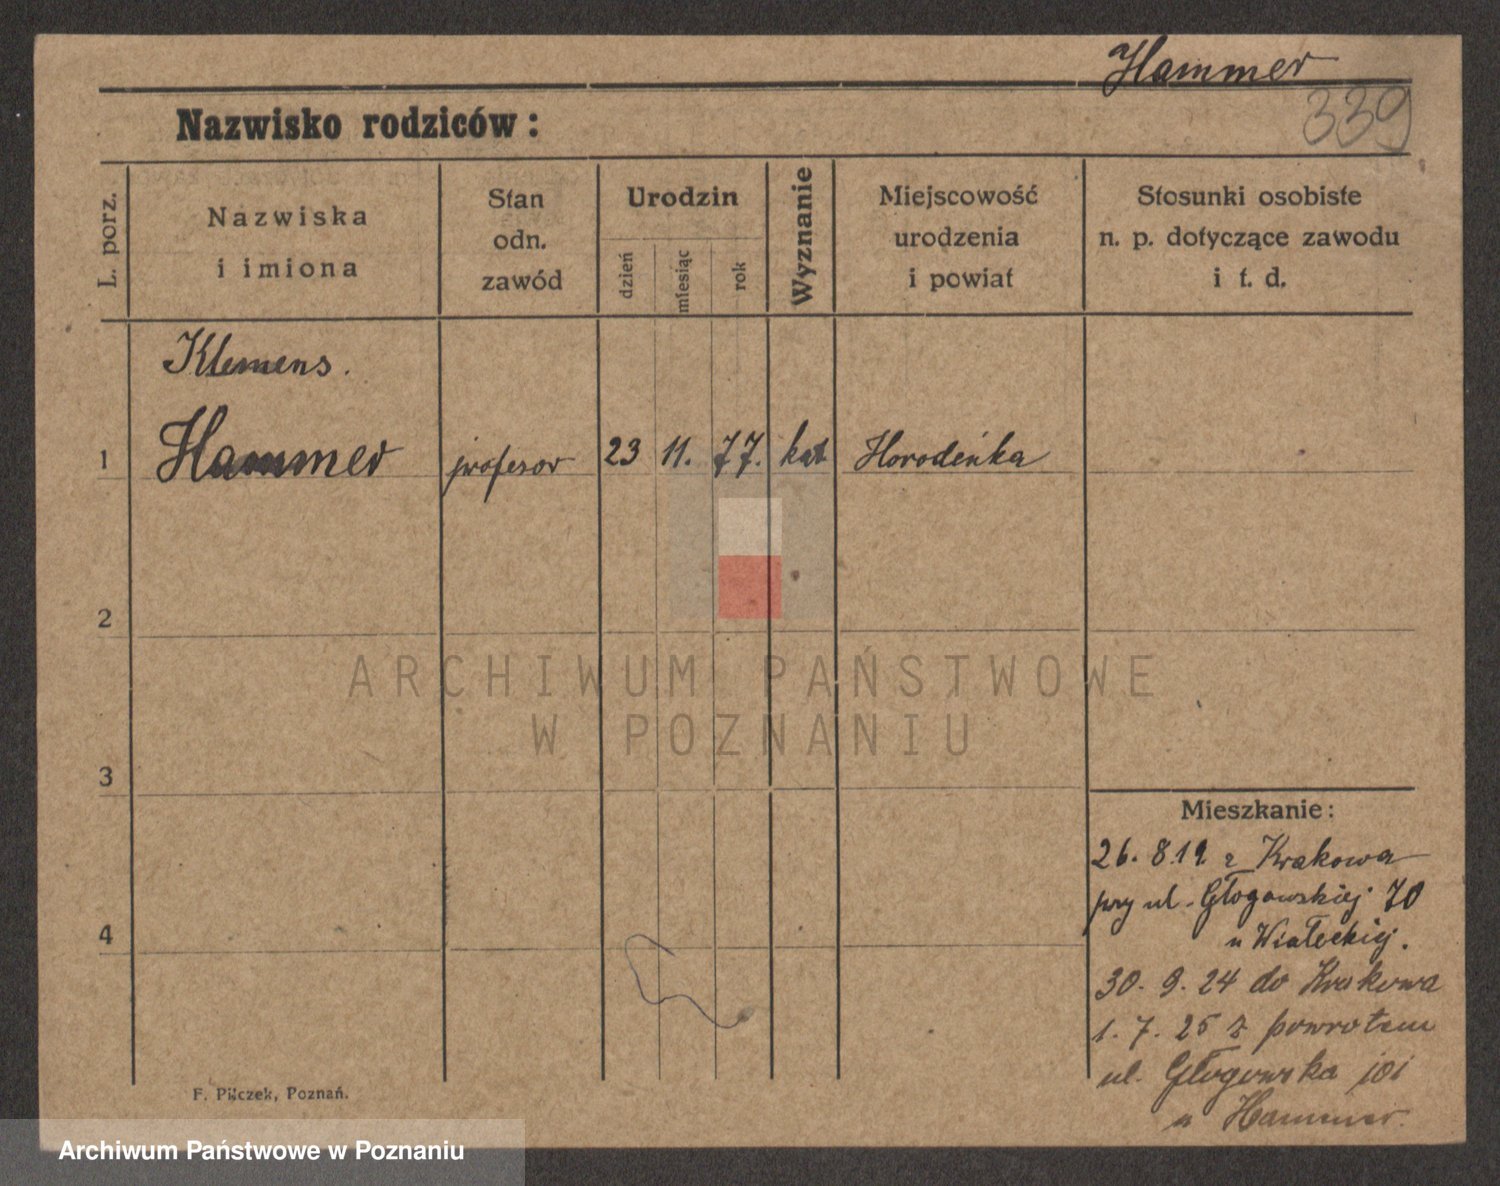 Hammer
339
Nazwisko rodziców:
L. porz.
Nazwiska
i imiona
Stan
odn.
zawód
Urodzin
dzień
miesiąc
rok
Wyznanie
Miejscowość
urodzenia
i powiat
Stosunki osobiste
n. p. dotyczące zawodu
i t. d.
Klemens.
1 Hammer profesor 23 11. 77. kat Horodeńka
2
ARCHIWUM PAŃSTWOWE
W POZNANIU
3
Mieszkanie:
26. 8.19. z Krakowa
przy ul. Głogowskiej 70
u Wiałeckiej.
4
30. 9. 24 do Krakowa
1. 7. 25 z powrotem
ul. Głogowska 101
u Hammer.
F. Pilczek, Poznań.
Archiwum Państwowe w Poznaniu